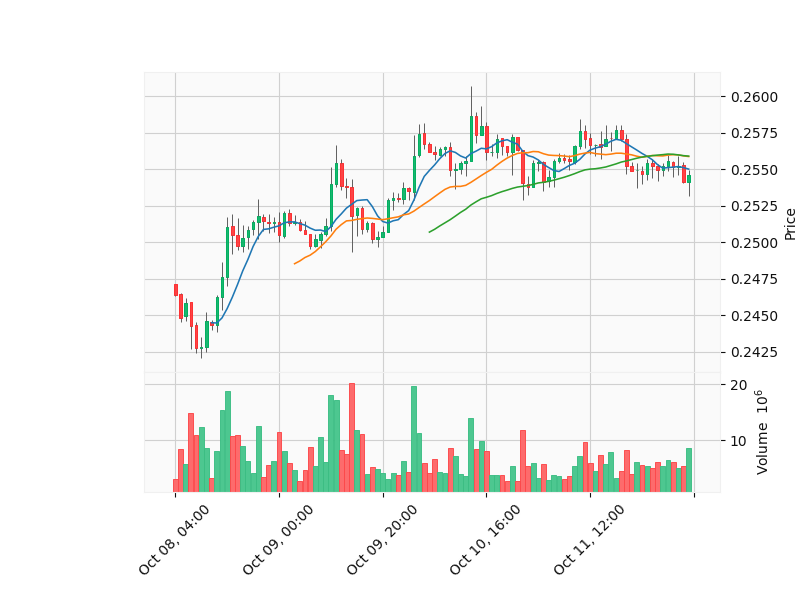 0.2600
0.2575
0.2550
0.2525
0.2500
0.2475
0.2450
0.2425
Price
20
10
Volume 10^6
Oct 08, 04:00
Oct 09, 00:00
Oct 09, 20:00
Oct 10, 16:00
Oct 11, 12:00